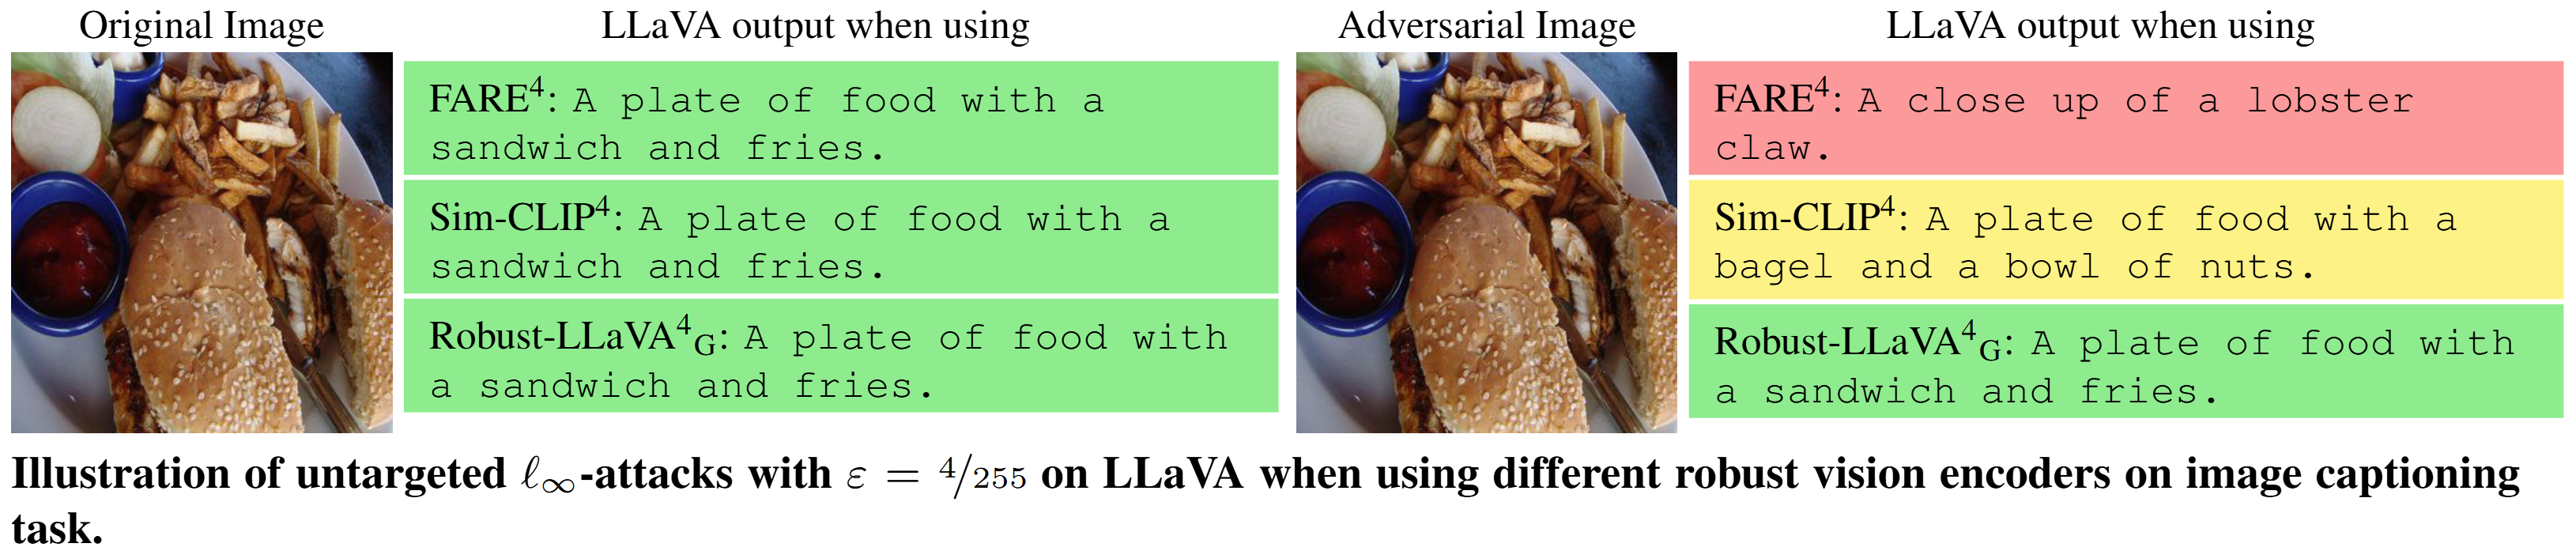 Original Image
LLaVA output when using
FARE⁴: A plate of food with a
sandwich and fries.
Sim-CLIP⁴: A plate of food with a
sandwich and fries.
Robust-LLaVA⁴G: A plate of food with
a sandwich and fries.
Adversarial Image
LLaVA output when using
FARE⁴: A close up of a lobster
claw.
Sim-CLIP⁴: A plate of food with a
bagel and a bowl of nuts.
Robust-LLaVA⁴G: A plate of food with
a sandwich and fries.
Illustration of untargeted ℓ∞-attacks with ε = 4/255 on LLaVA when using different robust vision encoders on image captioning
task.